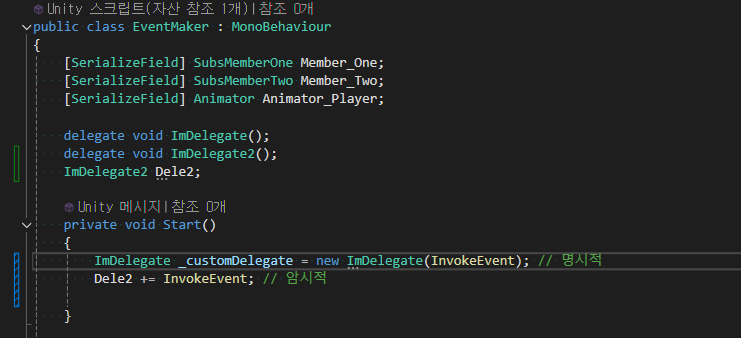 Unity 스크립트(자산 참조 1개)|참조 0개
public class EventMaker : MonoBehaviour
{
[SerializeField] SubsMemberOne Member_One;
[SerializeField] SubsMemberTwo Member_Two;
[SerializeField] Animator Animator_Player;
delegate void ImDelegate();
delegate void ImDelegate2();
ImDelegate2 Dele2;
Unity 메시지|참조 0개
private void Start()
{
ImDelegate _customDelegate = new ImDelegate(InvokeEvent); // 명시적
Dele2 += InvokeEvent; // 암시적
}